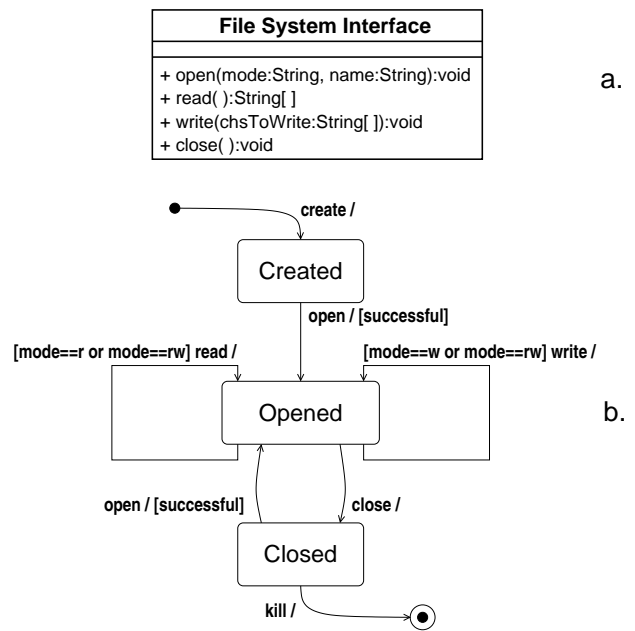 File System Interface
+ open(mode:String, name:String):void
+ read( ):String[ ]
+ write(chsToWrite:String[ ]):void
+ close( ):void
a.
create /
Created
open / [successful]
[mode==r or mode==rw] read /
[mode==w or mode==rw] write /
Opened
b.
open / [successful]
close /
Closed
kill /